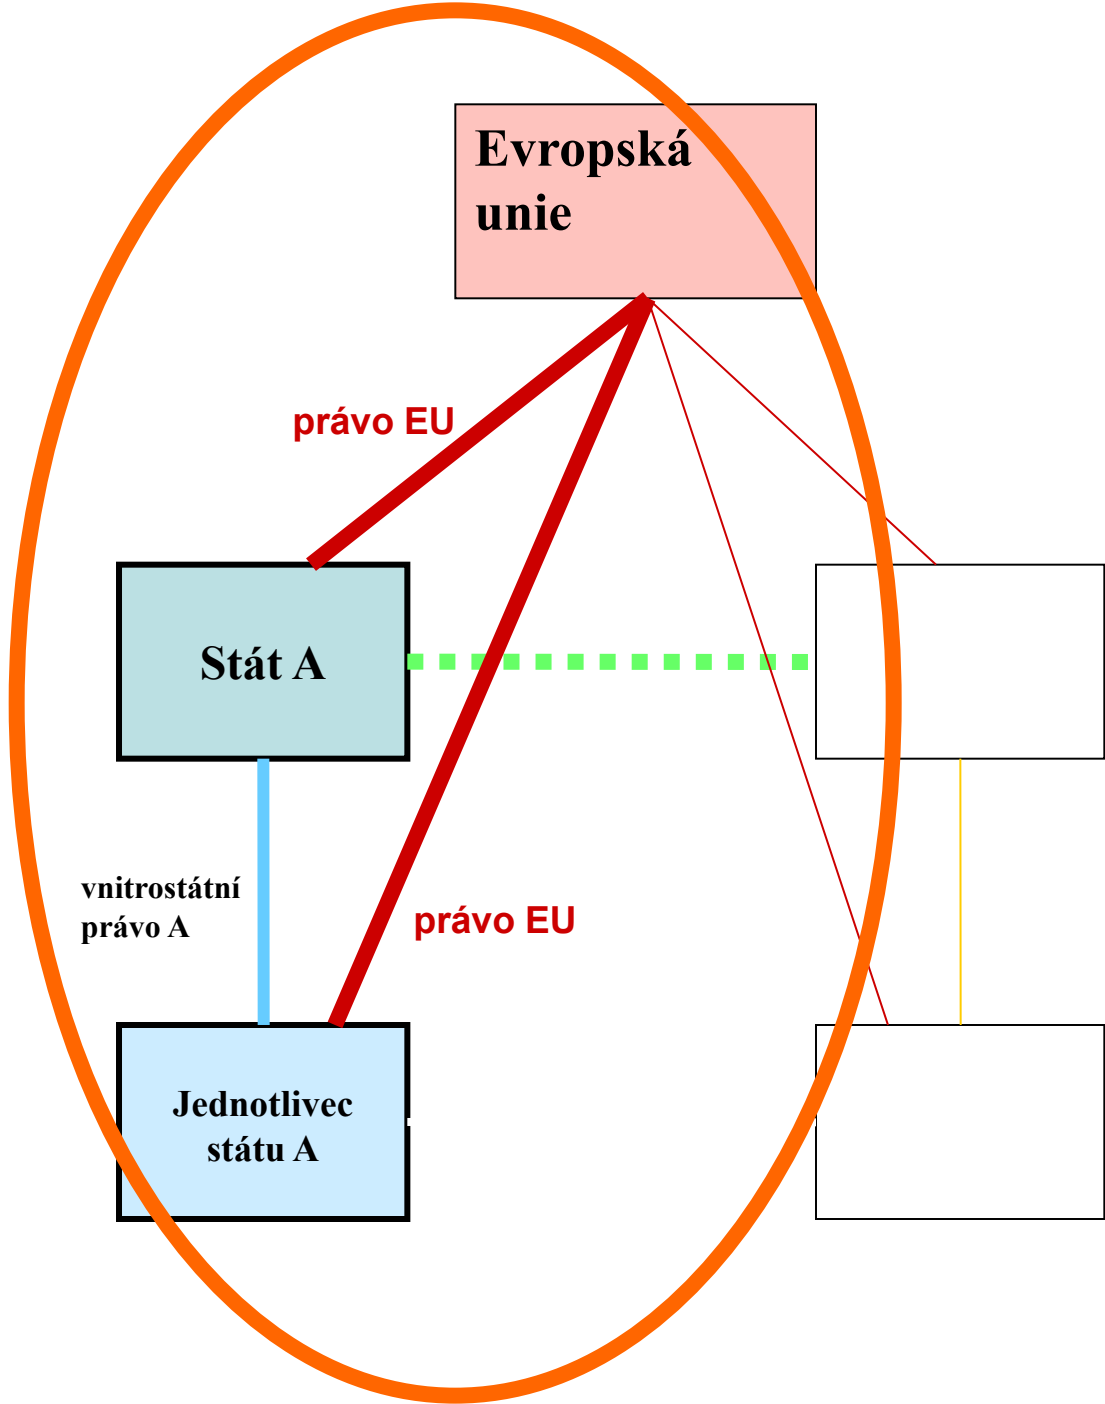 Evropská
unie
právo EU
Stát A
vnitrostátní
právo A
právo EU
Jednotlivec
státu A